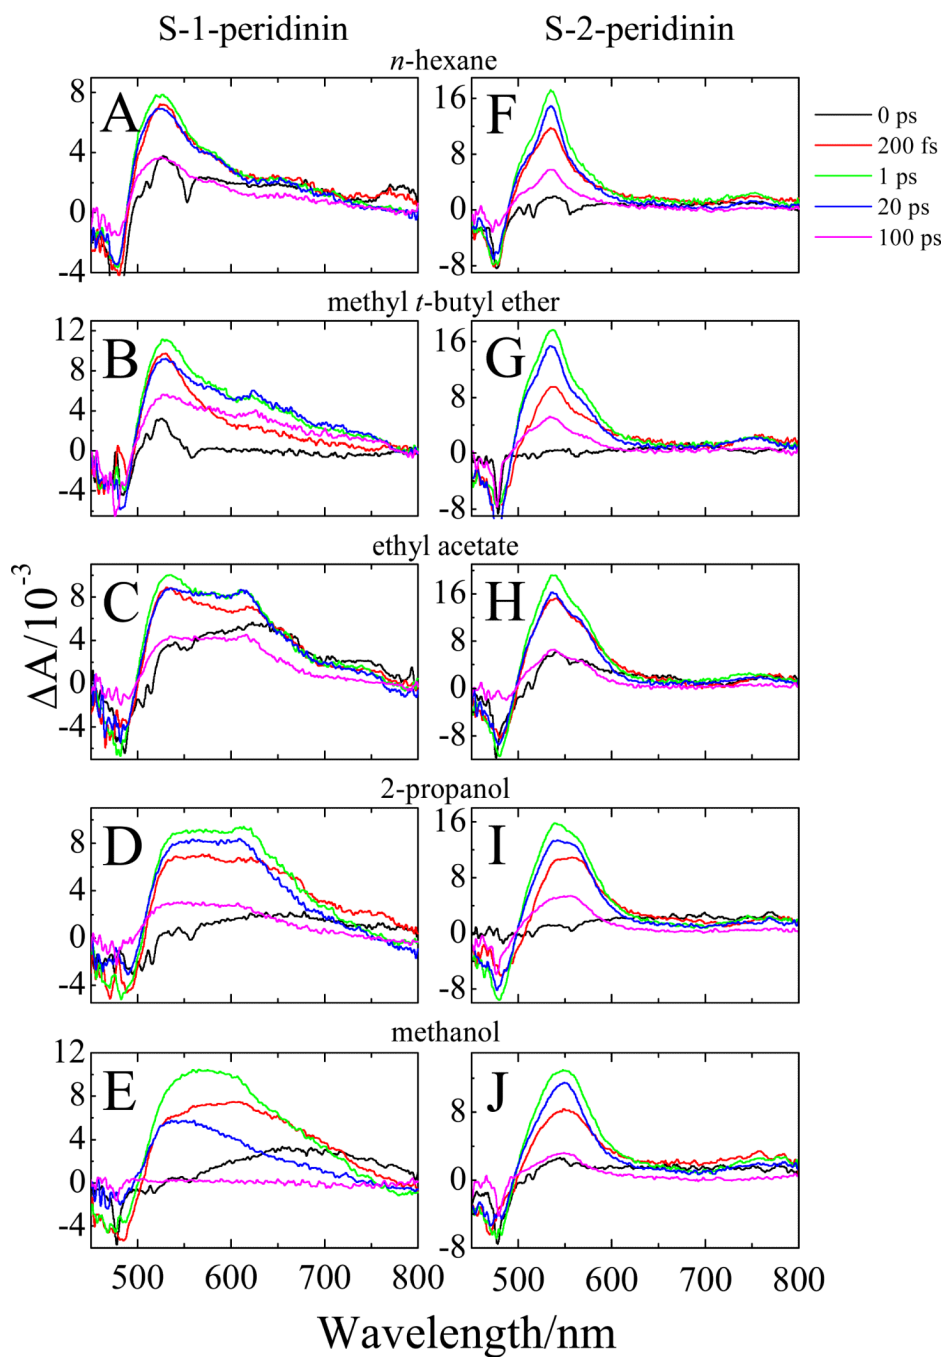 S-1-peridinin S-2-peridinin
n-hexane
A F
8 16
4 8
0 0
-4 -8
0 ps
200 fs
1 ps
20 ps
100 ps
methyl t-butyl ether
B G
12 16
8 8
4 0
0 -8
-4
ethyl acetate
C H
8 16
4 8
0 0
-4 -8
ΔA/10⁻³
2-propanol
D I
8 16
4 8
0 0
-4 -8
methanol
E J
12 8
8 0
4 -8
0
-4
500 600 700 800 500 600 700 800
Wavelength/nm